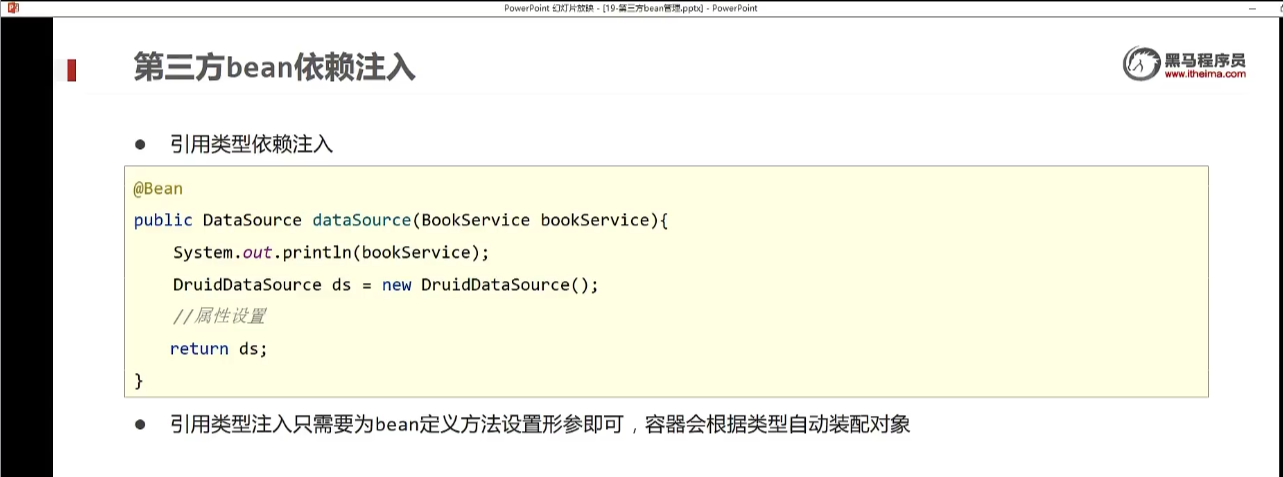 PowerPoint 幻灯片放映 - [19-第三方bean管理.pptx] - PowerPoint
第三方bean依赖注入
黑马程序员
www.itheima.com
● 引用类型依赖注入
@Bean
public DataSource dataSource(BookService bookService){
    System.out.println(bookService);
    DruidDataSource ds = new DruidDataSource();
    //属性设置
    return ds;
}
● 引用类型注入只需要为bean定义方法设置形参即可，容器会根据类型自动装配对象